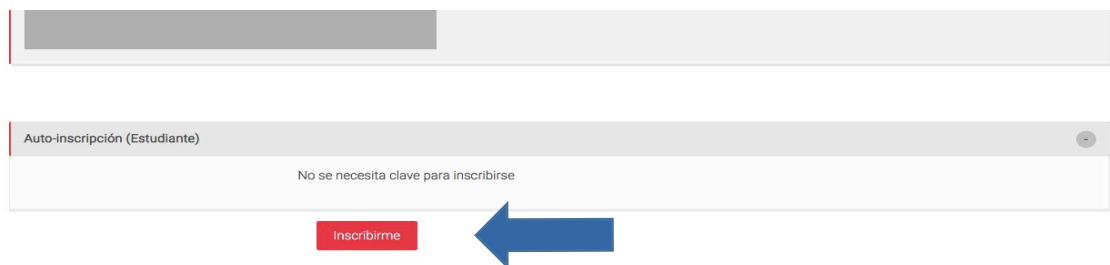 Auto-inscripción (Estudiante)
-
No se necesita clave para inscribirse
Inscribirme